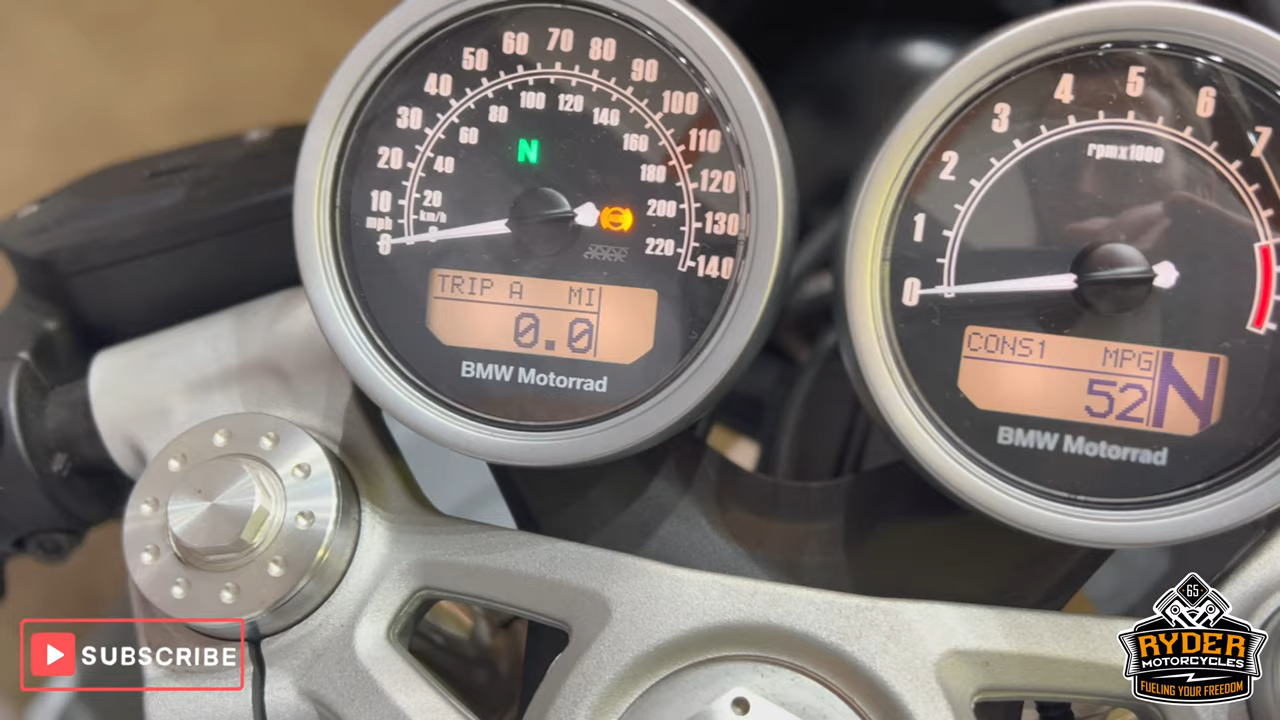 10 20 30 40 50 60 70 80 90 100 110 120 130 140
mph
0
20 40 60 80 100 120 140 160 180 200 220
km/h
N
TRIP A MI
0.0
BMW Motorrad
0 1 2 3 4 5 6 7
rpmx1000
CONS1 MPG
52 N
BMW Motorrad
SUBSCRIBE
65
RYDER
MOTORCYCLES
FUELING YOUR FREEDOM